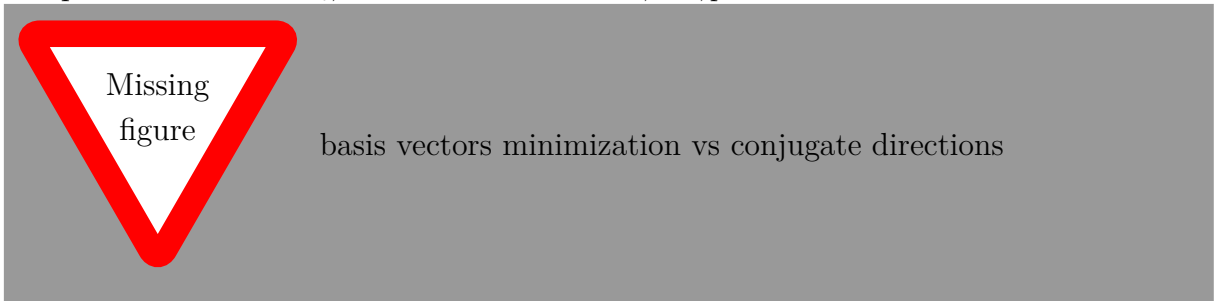 Missing
figure
basis vectors minimization vs conjugate directions